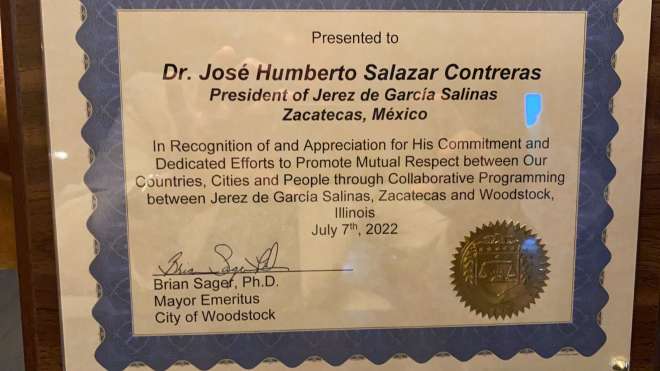 Presented to
Dr. José Humberto Salazar Contreras
President of Jerez de García Salinas
Zacatecas, México
In Recognition of and Appreciation for His Commitment and
Dedicated Efforts to Promote Mutual Respect between Our
Countries, Cities and People through Collaborative Programming
between Jerez de García Salinas, Zacatecas and Woodstock,
Illinois
July 7th, 2022
Brian Sager, Ph.D.
Mayor Emeritus
City of Woodstock